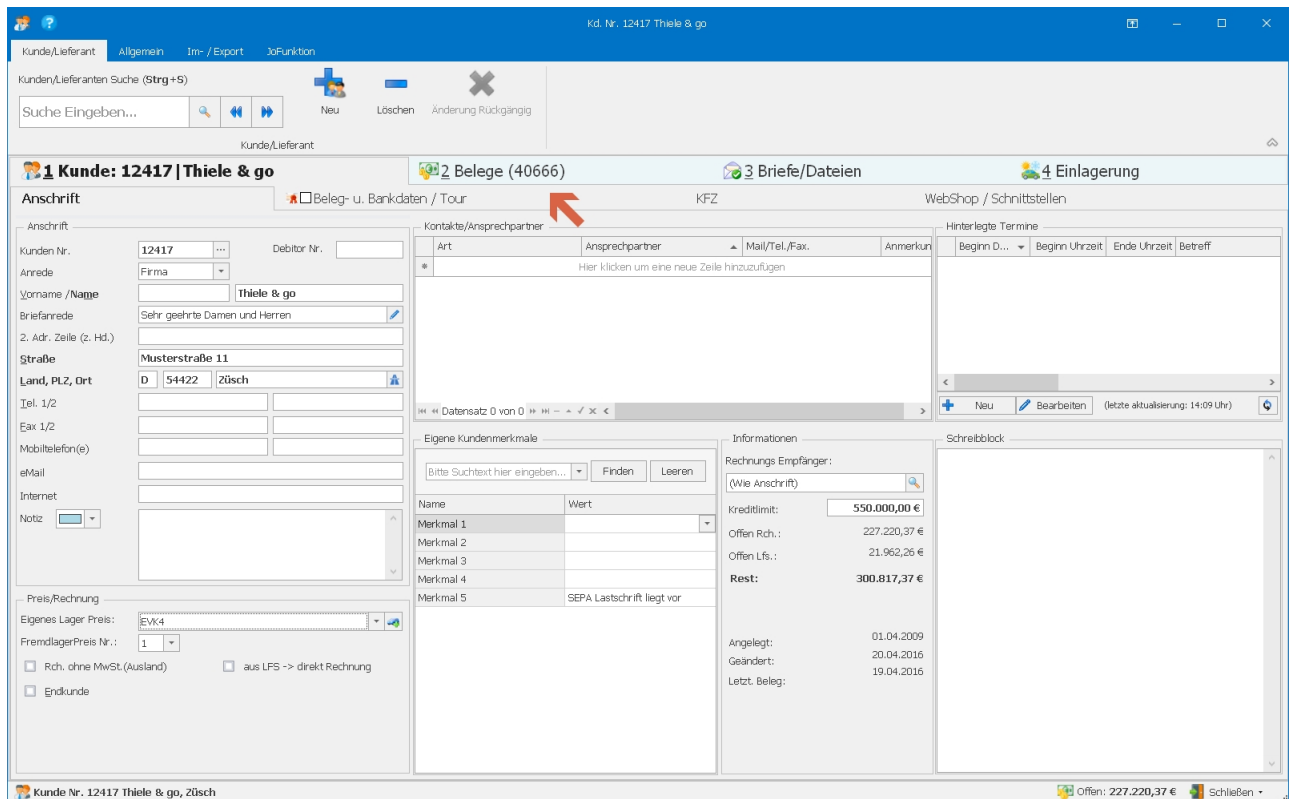 Kd. Nr. 12417 Thiele & go
Kunde/Lieferant Allgemein Im- / Export JoFunktion
Kunden/Lieferanten Suche (Strg+S)
Suche Eingeben...
Neu Löschen Änderung Rückgängig
Kunde/Lieferant
1 Kunde: 12417|Thiele & go 2 Belege (40666) 3 Briefe/Dateien 4 Einlagerung
Anschrift Beleg- u. Bankdaten / Tour KFZ WebShop / Schnittstellen
Anschrift
Kunden Nr. 12417 ... Debitor Nr.
Anrede Firma
Vorname /Name Thiele & go
Briefanrede Sehr geehrte Damen und Herren
2. Adr. Zeile (z. Hd.)
Straße Musterstraße 11
Land, PLZ, Ort D 54422 Züsch
Tel. 1/2
Fax 1/2
Mobiltelefon(e)
eMail
Internet
Notiz
Preis/Rechnung
Eigenes Lager Preis: EVK4
FremdlagerPreis Nr.: 1
Rch. ohne MwSt.(Ausland) aus LFS -> direkt Rechnung
Endkunde
Kontakte/Ansprechpartner
Art Ansprechpartner Mail/Tel./Fax. Anmerkun
Hier klicken um eine neue Zeile hinzuzufügen
Datensatz 0 von 0
Hinterlegte Termine
Beginn D... Beginn Uhrzeit Ende Uhrzeit Betreff
Neu Bearbeiten (letzte aktualisierung: 14:09 Uhr)
Eigene Kundenmerkmale
Bitte Suchtext hier eingeben... Finden Leeren
Name Wert
Merkmal 1
Merkmal 2
Merkmal 3
Merkmal 4
Merkmal 5 SEPA Lastschrift liegt vor
Informationen
Rechnungs Empfänger:
(Wie Anschrift)
Kreditlimit: 550.000,00 €
Offen Rch.: 227.220,37 €
Offen Lfs.: 21.962,26 €
Rest: 300.817,37 €
Angelegt: 01.04.2009
Geändert: 20.04.2016
Letzt. Beleg: 19.04.2016
Schreibblock
Kunde Nr. 12417 Thiele & go, Züsch Offen: 227.220,37 € Schließen